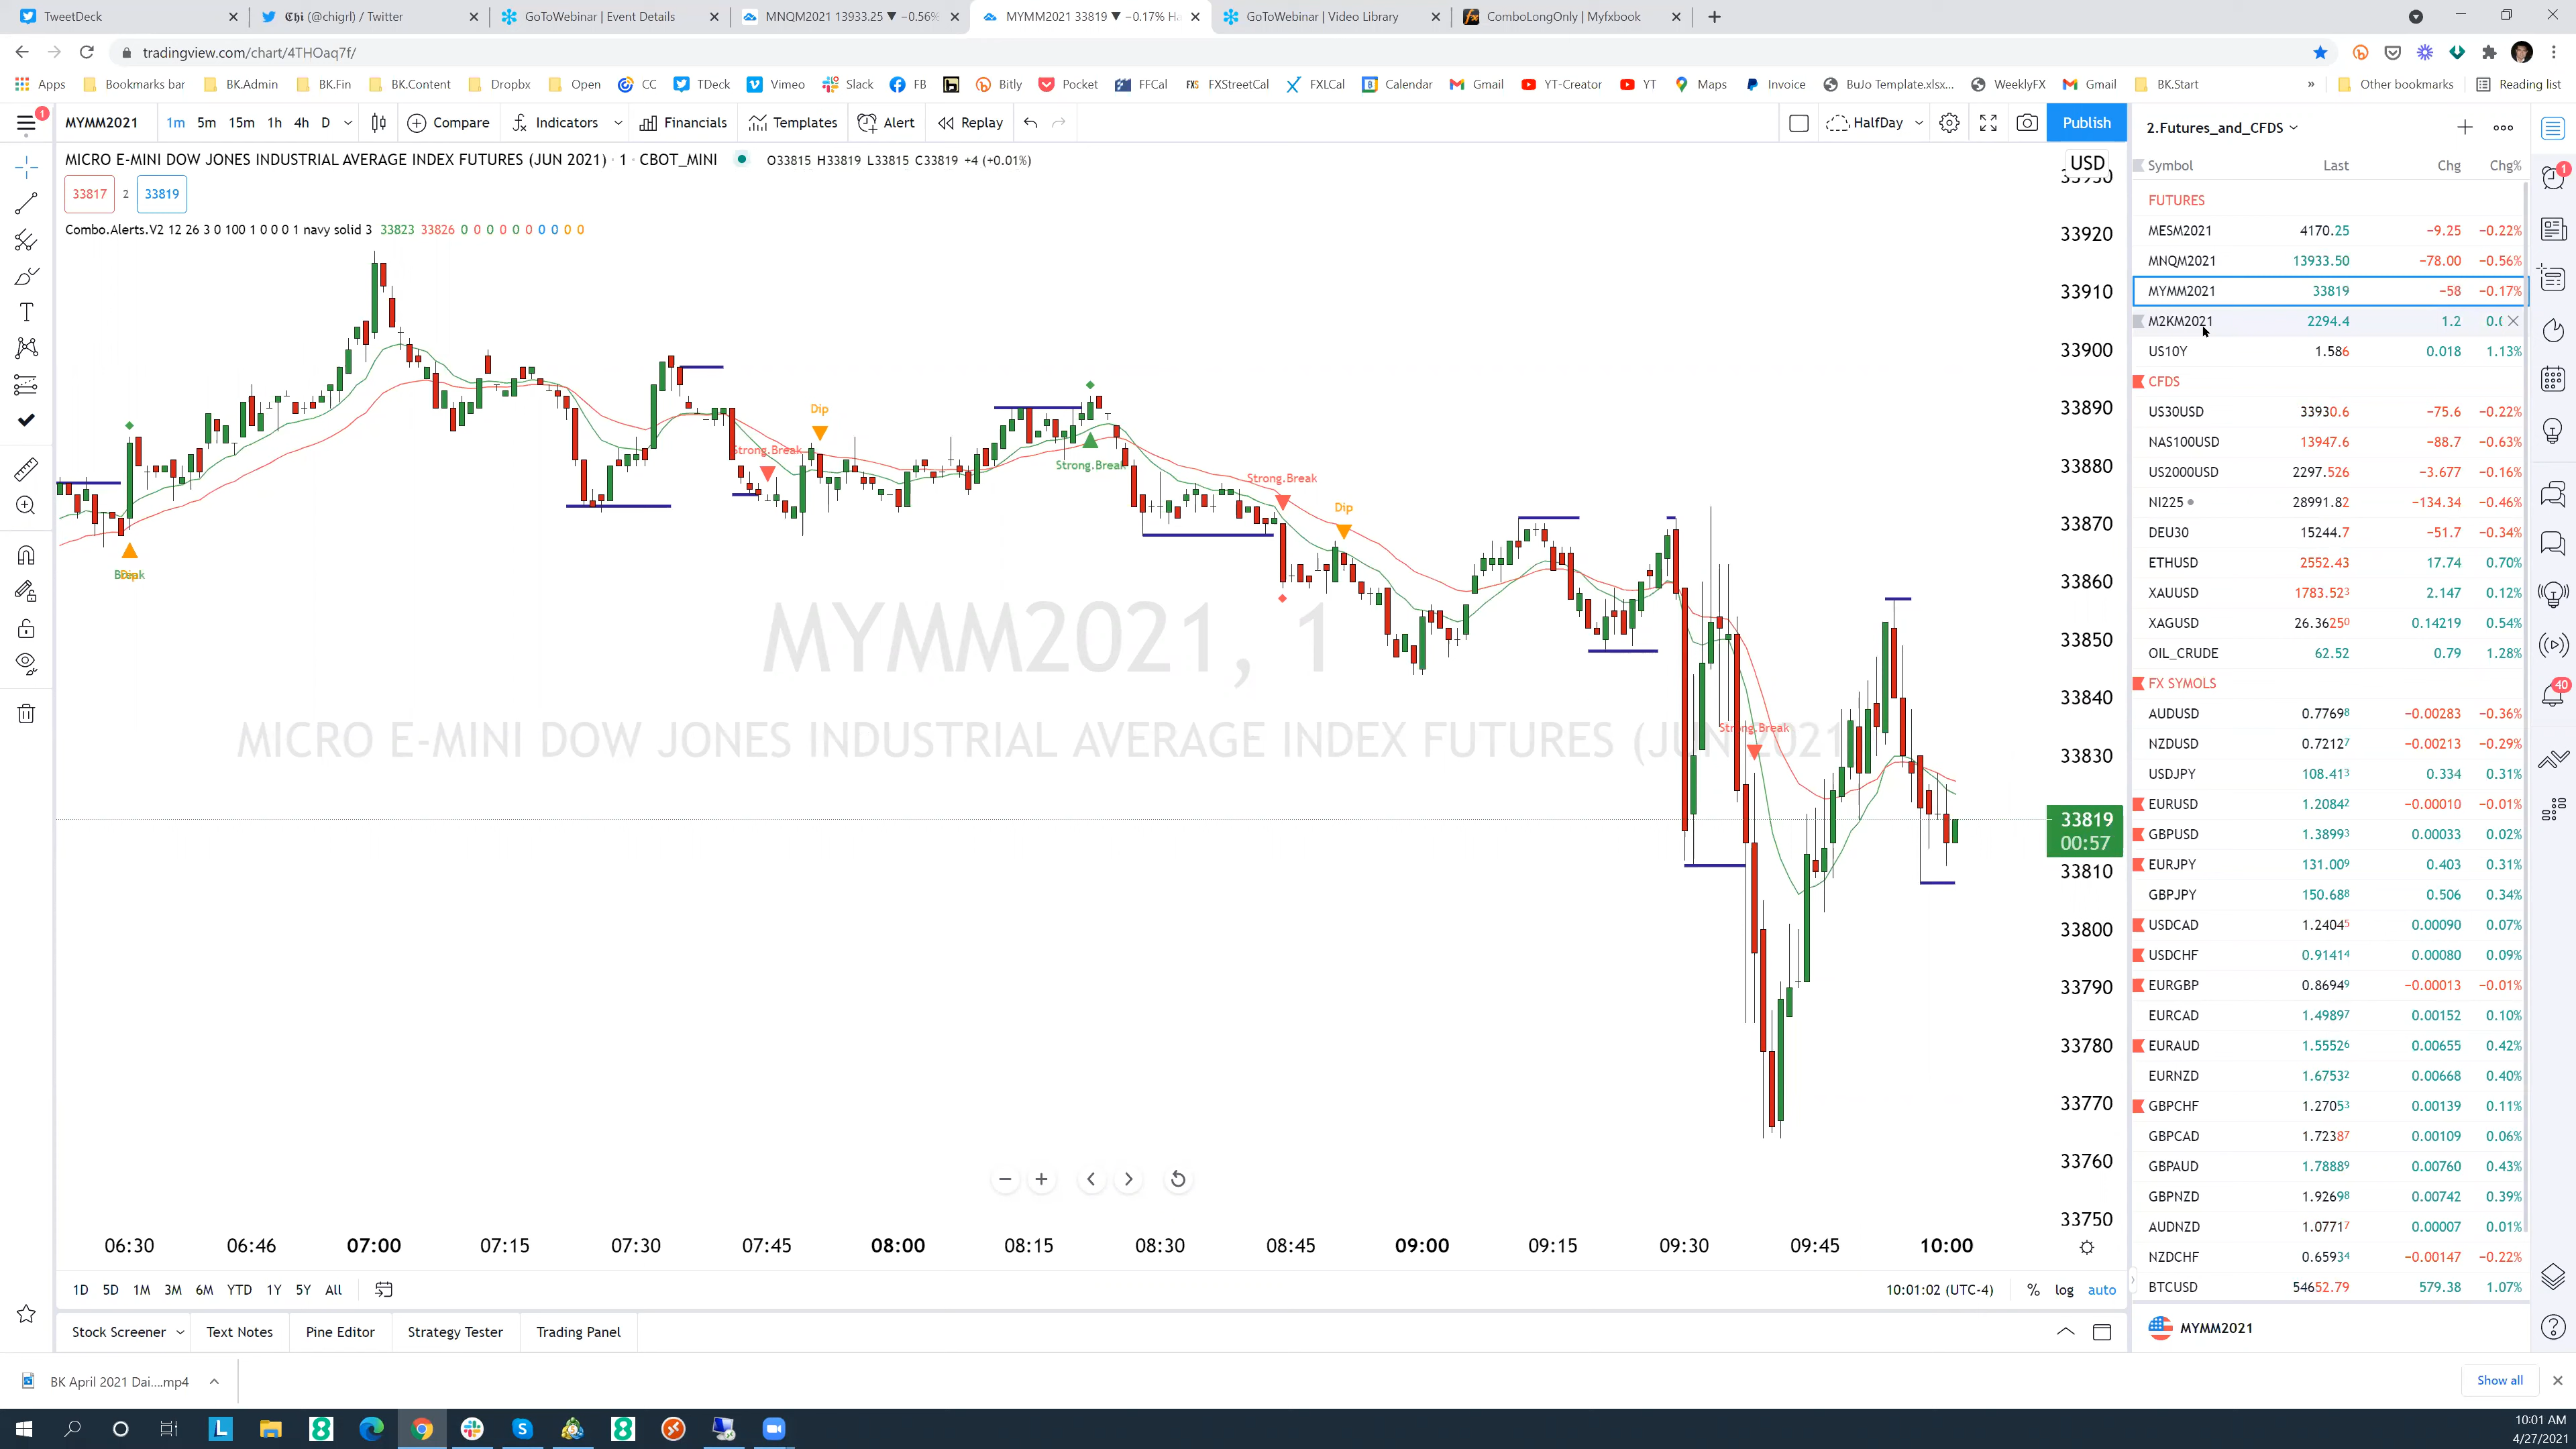 TweetDeck
Chi (@chigrl) / Twitter
GoToWebinar | Event Details
MNQM2021 13933.25 ▼ −0.56%
MYMM2021 33819 ▼ −0.17% Ha
GoToWebinar | Video Library
ComboLongOnly | Myfxbook
tradingview.com/chart/4THOaq7f/
Apps Bookmarks bar BK.Admin BK.Fin BK.Content Dropbx Open CC TDeck Vimeo Slack FB Bitly Pocket FFCal FXStreetCal FXLCal Calendar Gmail YT-Creator YT Maps Invoice BuJo Template.xlsx... WeeklyFX Gmail BK.Start » Other bookmarks Reading list
1 MYMM2021 1m 5m 15m 1h 4h D Compare Indicators Financials Templates Alert Replay HalfDay Publish
MICRO E-MINI DOW JONES INDUSTRIAL AVERAGE INDEX FUTURES (JUN 2021) · 1 · CBOT_MINI O33815 H33819 L33815 C33819 +4 (+0.01%)
33817 2 33819
Combo.Alerts.V2 12 26 3 0 100 1 0 0 0 1 navy solid 3 33823 33826 0 0 0 0 0 0 0 0 0 0
USD
33920
33910
33900
33890
33880
33870
33860
33850
33840
33830
33819
00:57
33810
33800
33790
33780
33770
33760
33750
Break
Strong.Break
Dip
Strong.Break
Strong.Break
Dip
Strong.Break
MYMM2021, 1
MICRO E-MINI DOW JONES INDUSTRIAL AVERAGE INDEX FUTURES (JUN 2021
06:30 06:46 07:00 07:15 07:30 07:45 08:00 08:15 08:30 08:45 09:00 09:15 09:30 09:45 10:00
1D 5D 1M 3M 6M YTD 1Y 5Y All 10:01:02 (UTC-4) % log auto
Stock Screener Text Notes Pine Editor Strategy Tester Trading Panel
2.Futures_and_CFDS
Symbol Last Chg Chg%
FUTURES
MESM2021 4170.25 −9.25 −0.22%
MNQM2021 13933.50 −78.00 −0.56%
MYMM2021 33819 −58 −0.17%
M2KM2021 2294.4 1.2 0.0
US10Y 1.586 0.018 1.13%
CFDS
US30USD 33930.6 −75.6 −0.22%
NAS100USD 13947.6 −88.7 −0.63%
US2000USD 2297.526 −3.677 −0.16%
NI225 28991.82 −134.34 −0.46%
DEU30 15244.7 −51.7 −0.34%
ETHUSD 2552.43 17.74 0.70%
XAUUSD 1783.523 2.147 0.12%
XAGUSD 26.36250 0.14219 0.54%
OIL_CRUDE 62.52 0.79 1.28%
FX SYMOLS
AUDUSD 0.77698 −0.00283 −0.36%
NZDUSD 0.72127 −0.00213 −0.29%
USDJPY 108.413 0.334 0.31%
EURUSD 1.20842 −0.00010 −0.01%
GBPUSD 1.38993 0.00033 0.02%
EURJPY 131.009 0.403 0.31%
GBPJPY 150.688 0.506 0.34%
USDCAD 1.24045 0.00090 0.07%
USDCHF 0.91414 0.00080 0.09%
EURGBP 0.86949 −0.00013 −0.01%
EURCAD 1.49897 0.00152 0.10%
EURAUD 1.55526 0.00655 0.42%
EURNZD 1.67532 0.00668 0.40%
GBPCHF 1.27053 0.00139 0.11%
GBPCAD 1.72387 0.00109 0.06%
GBPAUD 1.78889 0.00760 0.43%
GBPNZD 1.92698 0.00742 0.39%
AUDNZD 1.07717 0.00007 0.01%
NZDCHF 0.65934 −0.00147 −0.22%
BTCUSD 54652.79 579.38 1.07%
MYMM2021
1
40
BK April 2021 Dai....mp4
Show all
10:01 AM
4/27/2021